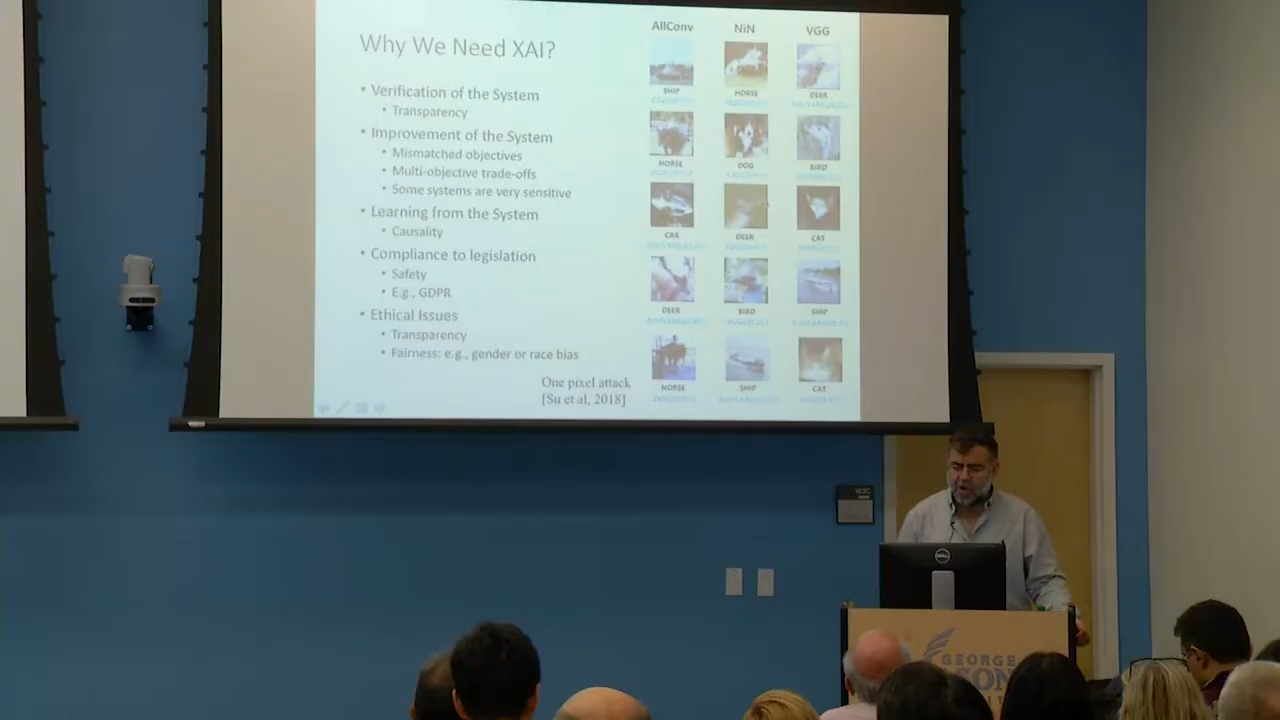 Why We Need XAI?
• Verification of the System
• Transparency
• Improvement of the System
• Mismatched objectives
• Multi-objective trade-offs
• Some systems are very sensitive
• Learning from the System
• Causality
• Compliance to legislation
• Safety
• E.g., GDPR
• Ethical Issues
• Transparency
• Fairness: e.g., gender or race bias
One pixel attack
[Su et al, 2018]
AllConv NiN VGG
SHIP HORSE DEER
HORSE DOG BIRD
CAR DEER CAT
DEER BIRD SHIP
HORSE SHIP CAT
DELL
GEORGE